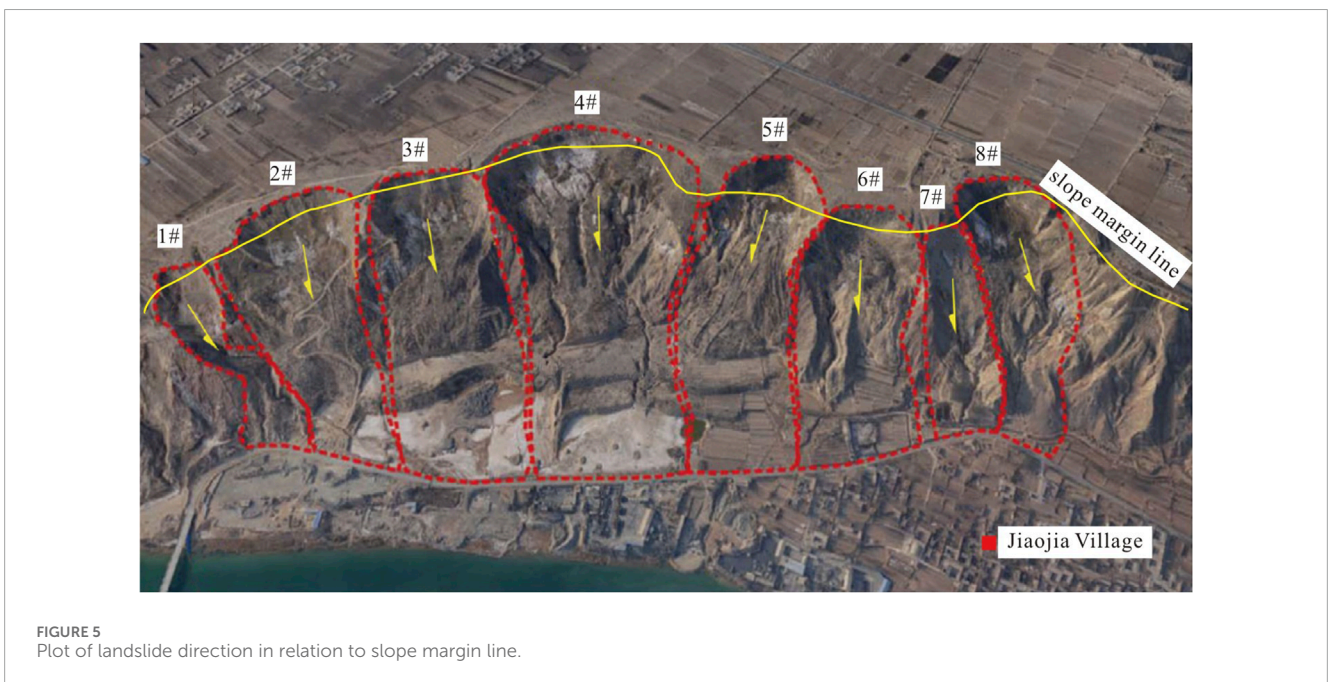 4#
5#
3#
8#
2#
6#
7#
1#
slope margin line
Jiaojia Village
FIGURE 5
Plot of landslide direction in relation to slope margin line.